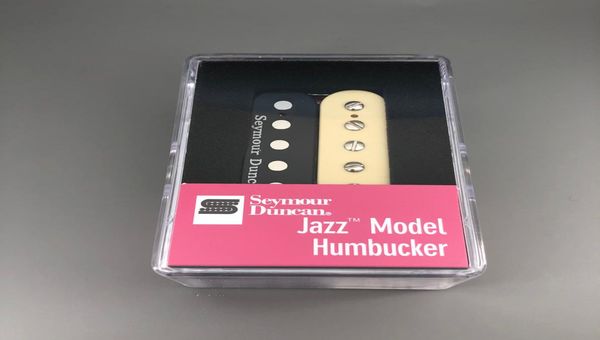 Seymour Dunc
Seymour
Duncan®
Jazz™ Model
Humbucker